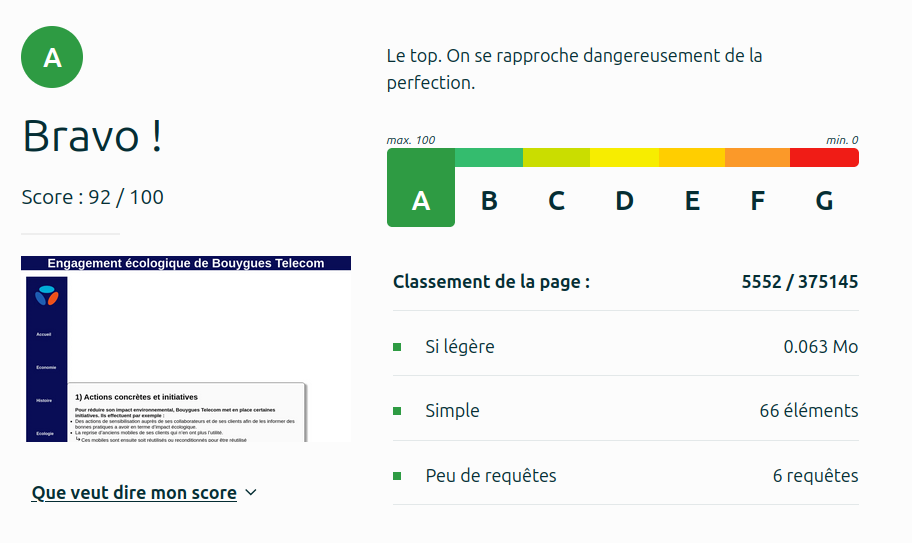 A
Bravo !
Score : 92 / 100
Engagement écologique de Bouygues Telecom
Accueil
Economie
Histoire
Ecologie
1) Actions concrètes et initiatives
Pour réduire son impact environnemental, Bouygues Telecom met en place certaines
initiatives. Ils effectuent par exemple :
Des actions de sensibilisation auprès de ses collaborateurs et de ses clients afin de les informer des
bonnes pratiques a avoir en terme d'impact écologique.
La reprise d'anciens mobiles de ses clients qui n'en ont plus l'utilité.
Ces mobiles sont ensuite soit réutilisés ou reconditionnés pour être réutilisé
Que veut dire mon score
Le top. On se rapproche dangereusement de la
perfection.
max. 100 min. 0
A B C D E F G
Classement de la page : 5552 / 375145
Si légère 0.063 Mo
Simple 66 éléments
Peu de requêtes 6 requêtes